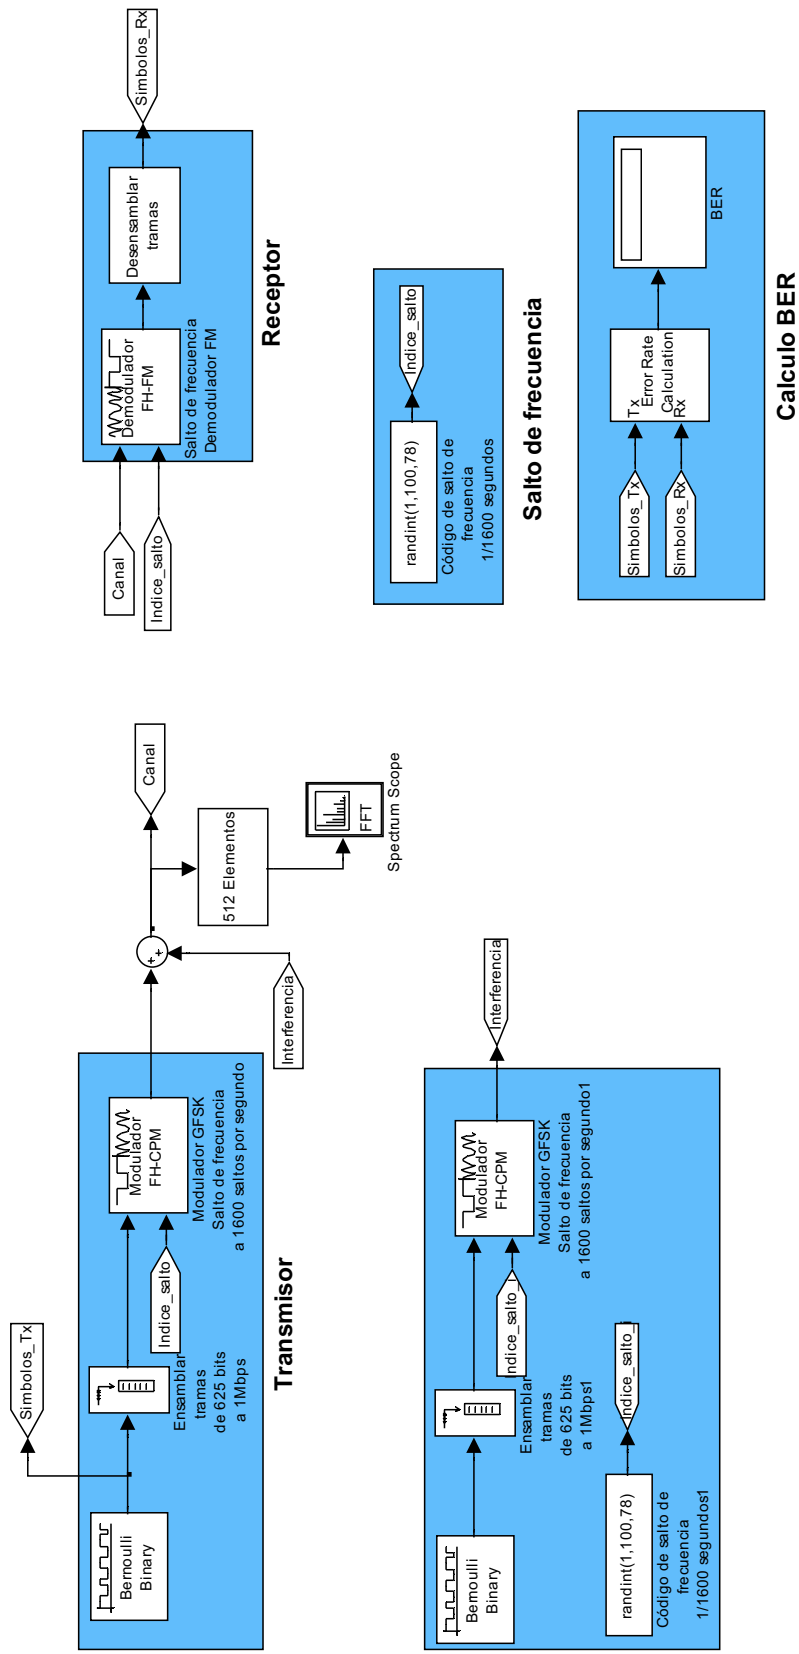 Simbolos_Tx
Bernoulli
Binary
Ensamblar
tramas
de 625 bits
a 1Mbps
Indice_salto
Modulador
FH-CPM
Modulador GFSK
Salto de frecuencia
a 1600 saltos por segundo
Transmisor
Interferencia
+
+
Canal
512 Elementos
FFT
Spectrum Scope
Canal
Indice_salto
Demodulador
FH-FM
Salto de frecuencia
Demodulador FM
Desensamblar
tramas
Simbolos_Rx
Receptor
randint(1,100,78)
Código de salto de
frecuencia
1/1600 segundos
Indice_salto
Salto de frecuencia
Simbolos_Tx
Simbolos_Rx
Tx
Error Rate
Calculation
Rx
BER
Calculo BER
Bernoulli
Binary
Ensamblar
tramas
de 625 bits
a 1Mbps1
Indice_salto_I
Modulador
FH-CPM
Modulador GFSK
Salto de frecuencia
a 1600 saltos por segundo1
Interferencia
randint(1,100,78)
Código de salto de
frecuencia
1/1600 segundos1
Indice_salto_i